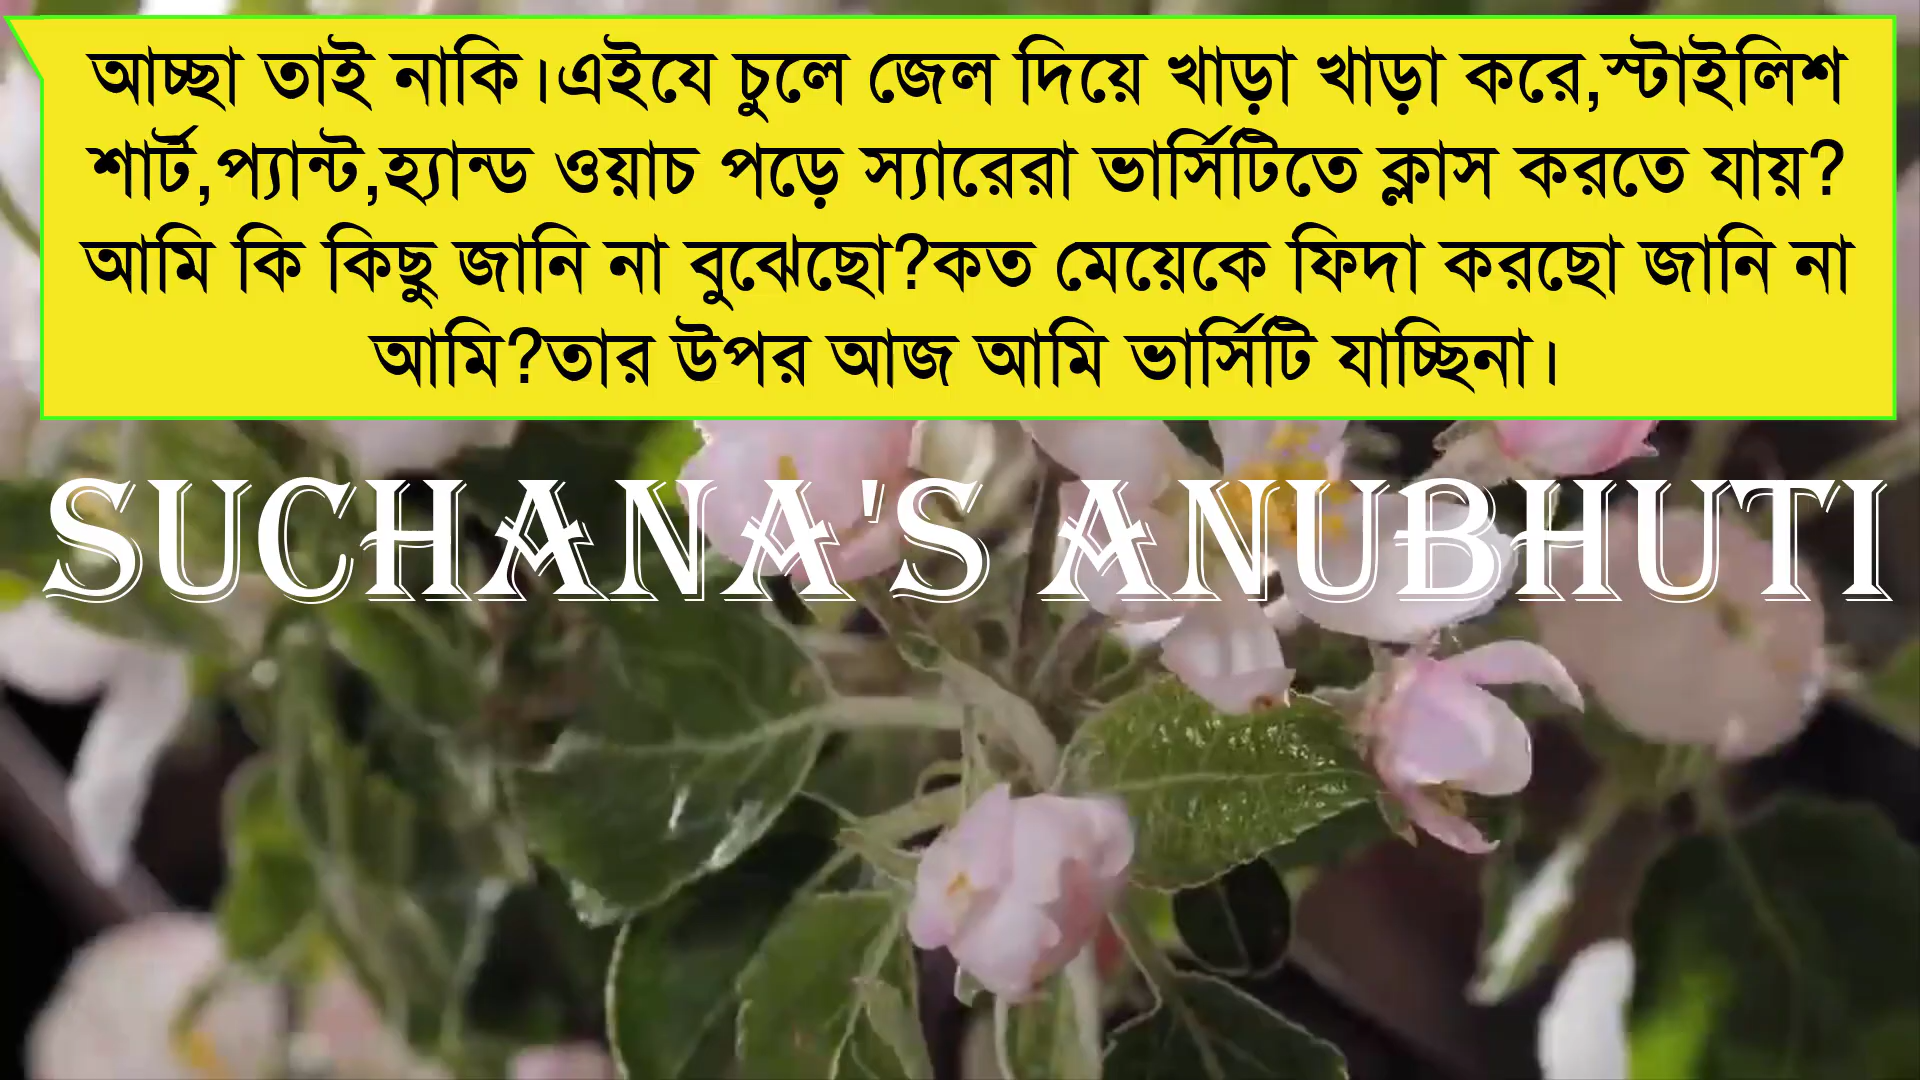 আচ্ছা তাই নাকি।এইযে চুলে জেল দিয়ে খাড়া খাড়া করে,স্টাইলিশ
শার্ট,প্যান্ট,হ্যান্ড ওয়াচ পড়ে স্যারেরা ভার্সিটিতে ক্লাস করতে যায়?
আমি কি কিছু জানি না বুঝেছো?কত মেয়েকে ফিদা করছো জানি না
আমি?তার উপর আজ আমি ভার্সিটি যাচ্ছিনা।
SUCHANA'S ANUBHUTI